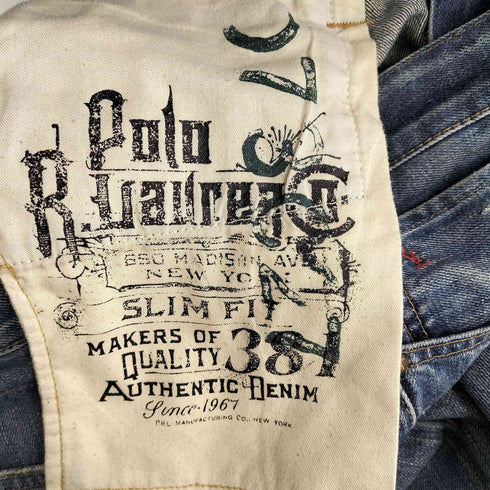 Polo
R. Lauren Co.
650 MADISON AVE
NEW YORK
SLIM FIT
MAKERS OF
QUALITY 381
AUTHENTIC DENIM
Since 1967
PRL MANUFACTURING CO., NEW YORK